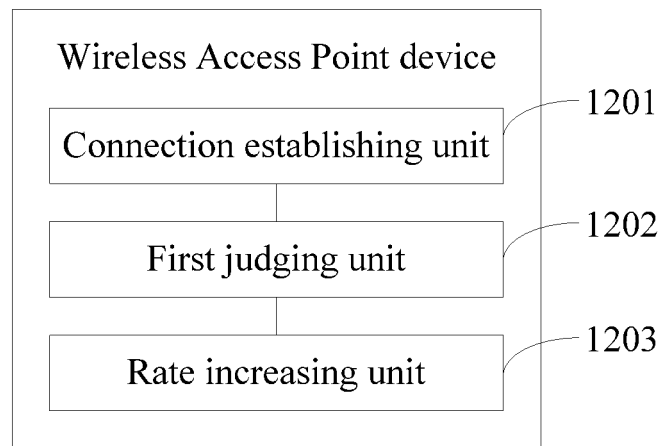 Wireless Access Point device
1201
Connection establishing unit
1202
First judging unit
1203
Rate increasing unit